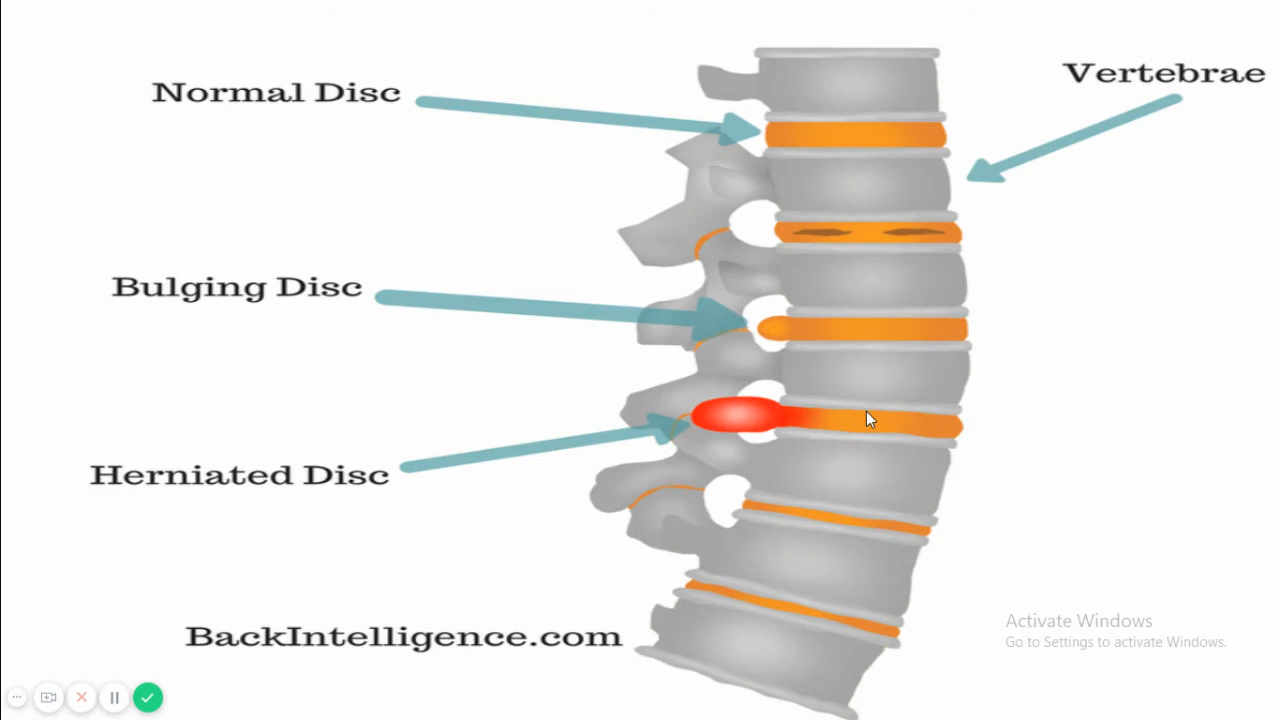 Vertebrae
Normal Disc
Bulging Disc
Herniated Disc
BackIntelligence.com
Activate Windows
Go to Settings to activate Windows.